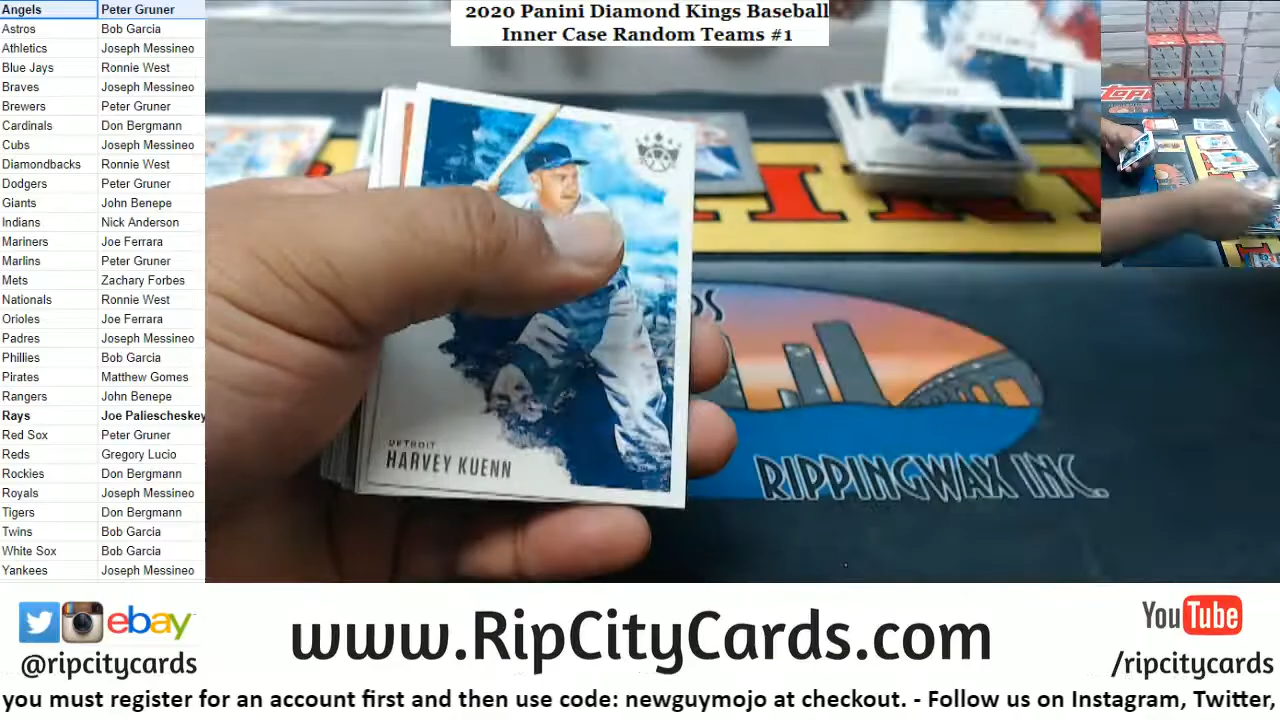 Angels Peter Gruner
Astros Bob Garcia
Athletics Joseph Messineo
Blue Jays Ronnie West
Braves Joseph Messineo
Brewers Peter Gruner
Cardinals Don Bergmann
Cubs Joseph Messineo
Diamondbacks Ronnie West
Dodgers Peter Gruner
Giants John Benepe
Indians Nick Anderson
Mariners Joe Ferrara
Marlins Peter Gruner
Mets Zachary Forbes
Nationals Ronnie West
Orioles Joe Ferrara
Padres Joseph Messineo
Phillies Bob Garcia
Pirates Matthew Gomes
Rangers John Benepe
Rays Joe Paliescheskey
Red Sox Peter Gruner
Reds Gregory Lucio
Rockies Don Bergmann
Royals Joseph Messineo
Tigers Don Bergmann
Twins Bob Garcia
White Sox Bob Garcia
Yankees Joseph Messineo
2020 Panini Diamond Kings Baseball
Inner Case Random Teams #1
DETROIT
HARVEY KUENN
RIPPINGWAX INC.
ebay
@ripcitycards
www.RipCityCards.com
YouTube
/ripcitycards
you must register for an account first and then use code: newguymojo at checkout. - Follow us on Instagram, Twitter,